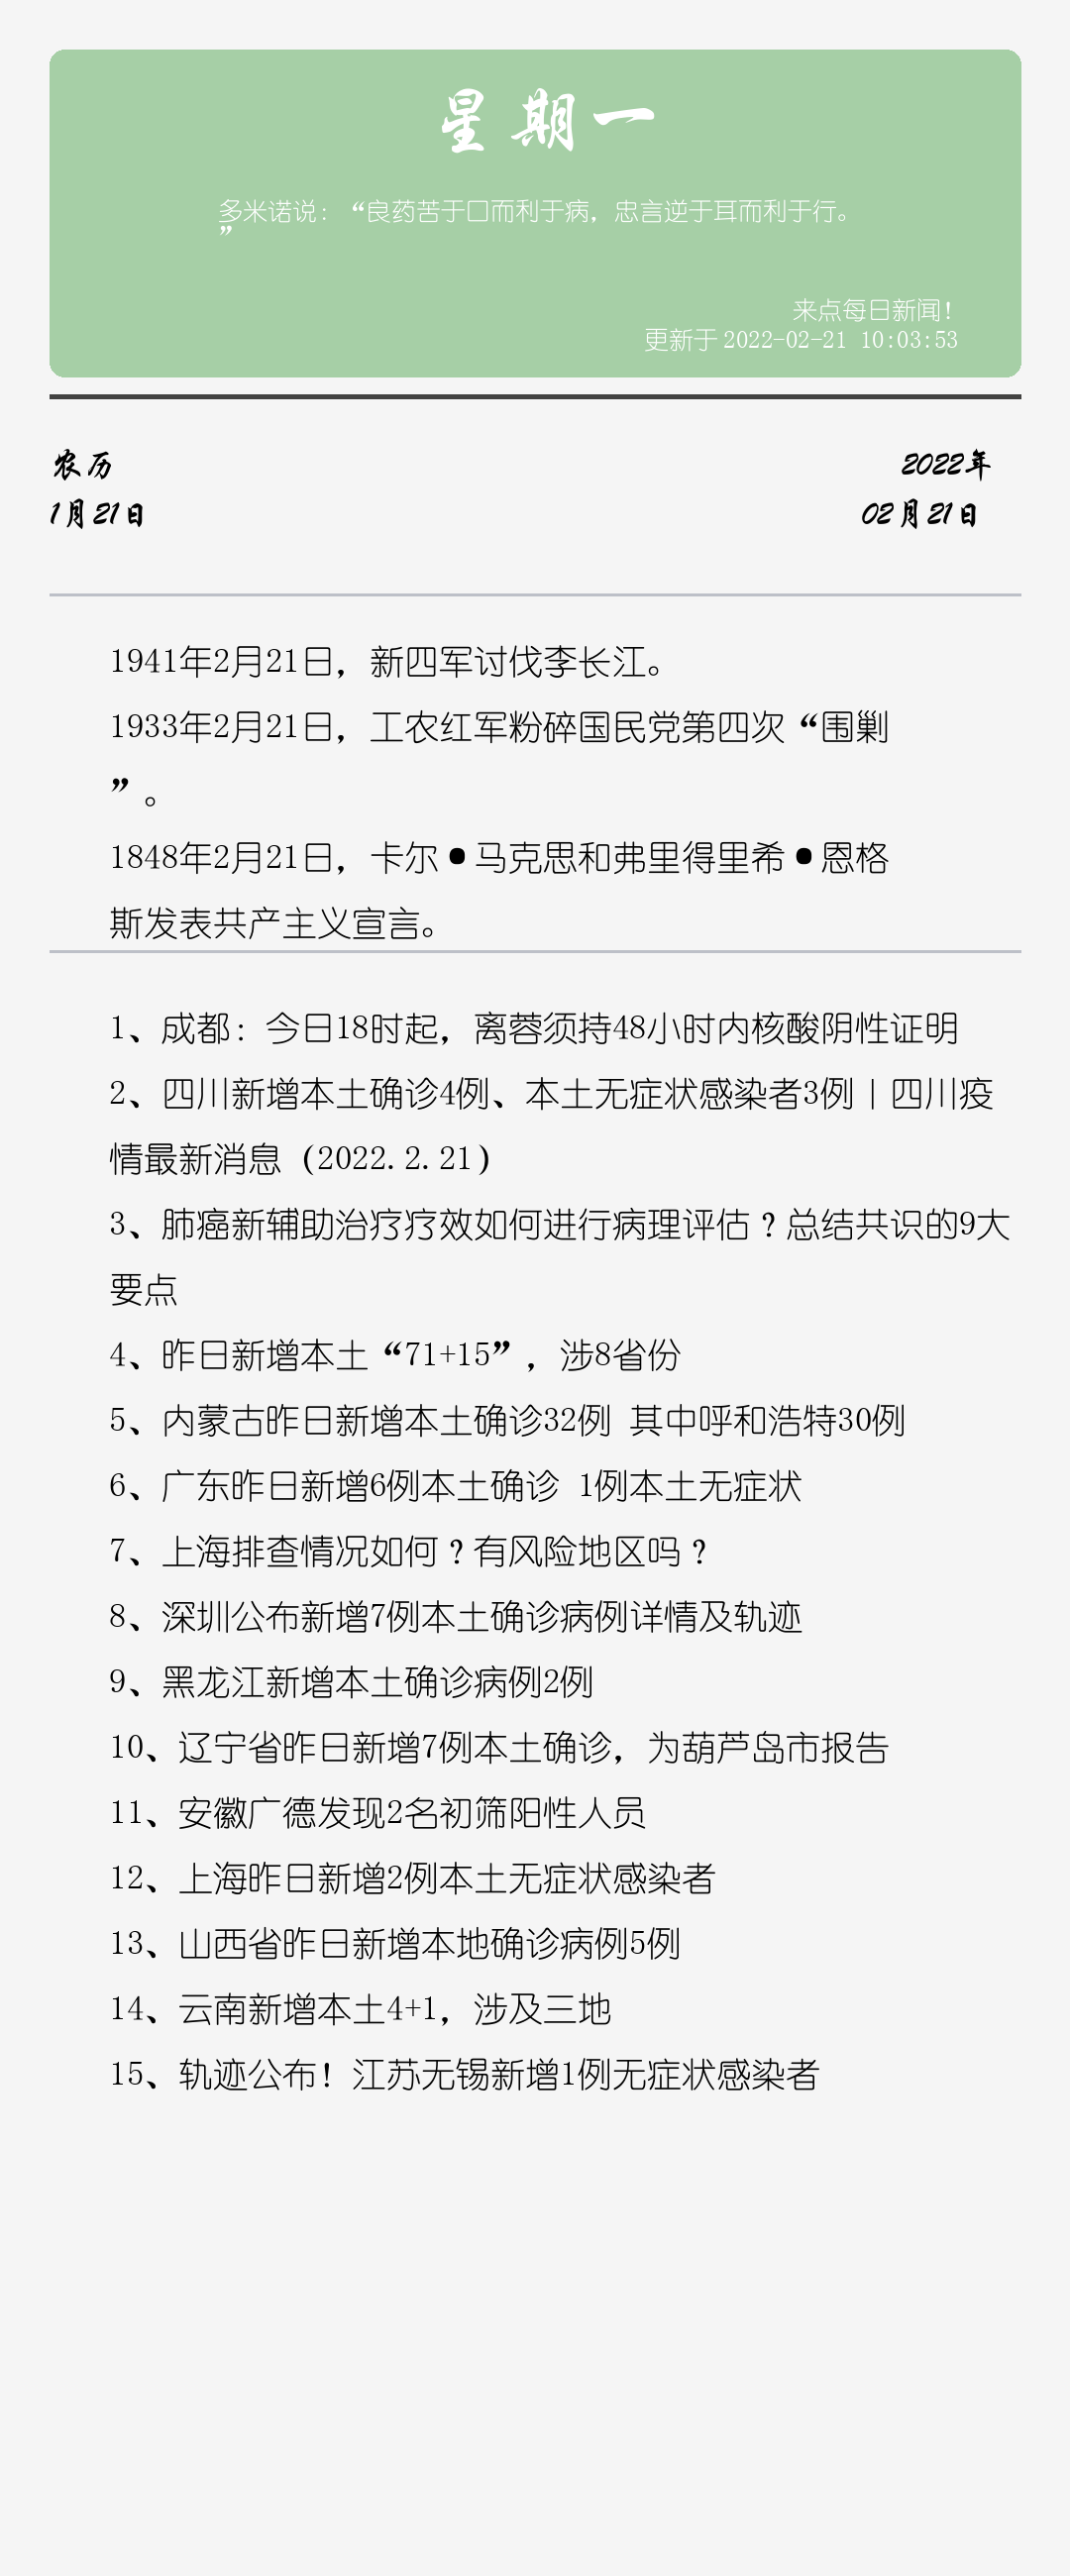 星期一
多米诺说：“良药苦于口而利于病，忠言逆于耳而利于行。
”
来点每日新闻！
更新于 2022-02-21 10:03:53
农历
2022年
1月21日
02月21日
1941年2月21日，新四军讨伐李长江。
1933年2月21日，工农红军粉碎国民党第四次“围剿
”。
1848年2月21日，卡尔•马克思和弗里得里希•恩格
斯发表共产主义宣言。
1、成都：今日18时起，离蓉须持48小时内核酸阴性证明
2、四川新增本土确诊4例、本土无症状感染者3例丨四川疫
情最新消息（2022.2.21）
3、肺癌新辅助治疗疗效如何进行病理评估？总结共识的9大
要点
4、昨日新增本土“71+15”，涉8省份
5、内蒙古昨日新增本土确诊32例 其中呼和浩特30例
6、广东昨日新增6例本土确诊 1例本土无症状
7、上海排查情况如何？有风险地区吗？
8、深圳公布新增7例本土确诊病例详情及轨迹
9、黑龙江新增本土确诊病例2例
10、辽宁省昨日新增7例本土确诊，为葫芦岛市报告
11、安徽广德发现2名初筛阳性人员
12、上海昨日新增2例本土无症状感染者
13、山西省昨日新增本地确诊病例5例
14、云南新增本土4+1，涉及三地
15、轨迹公布！江苏无锡新增1例无症状感染者